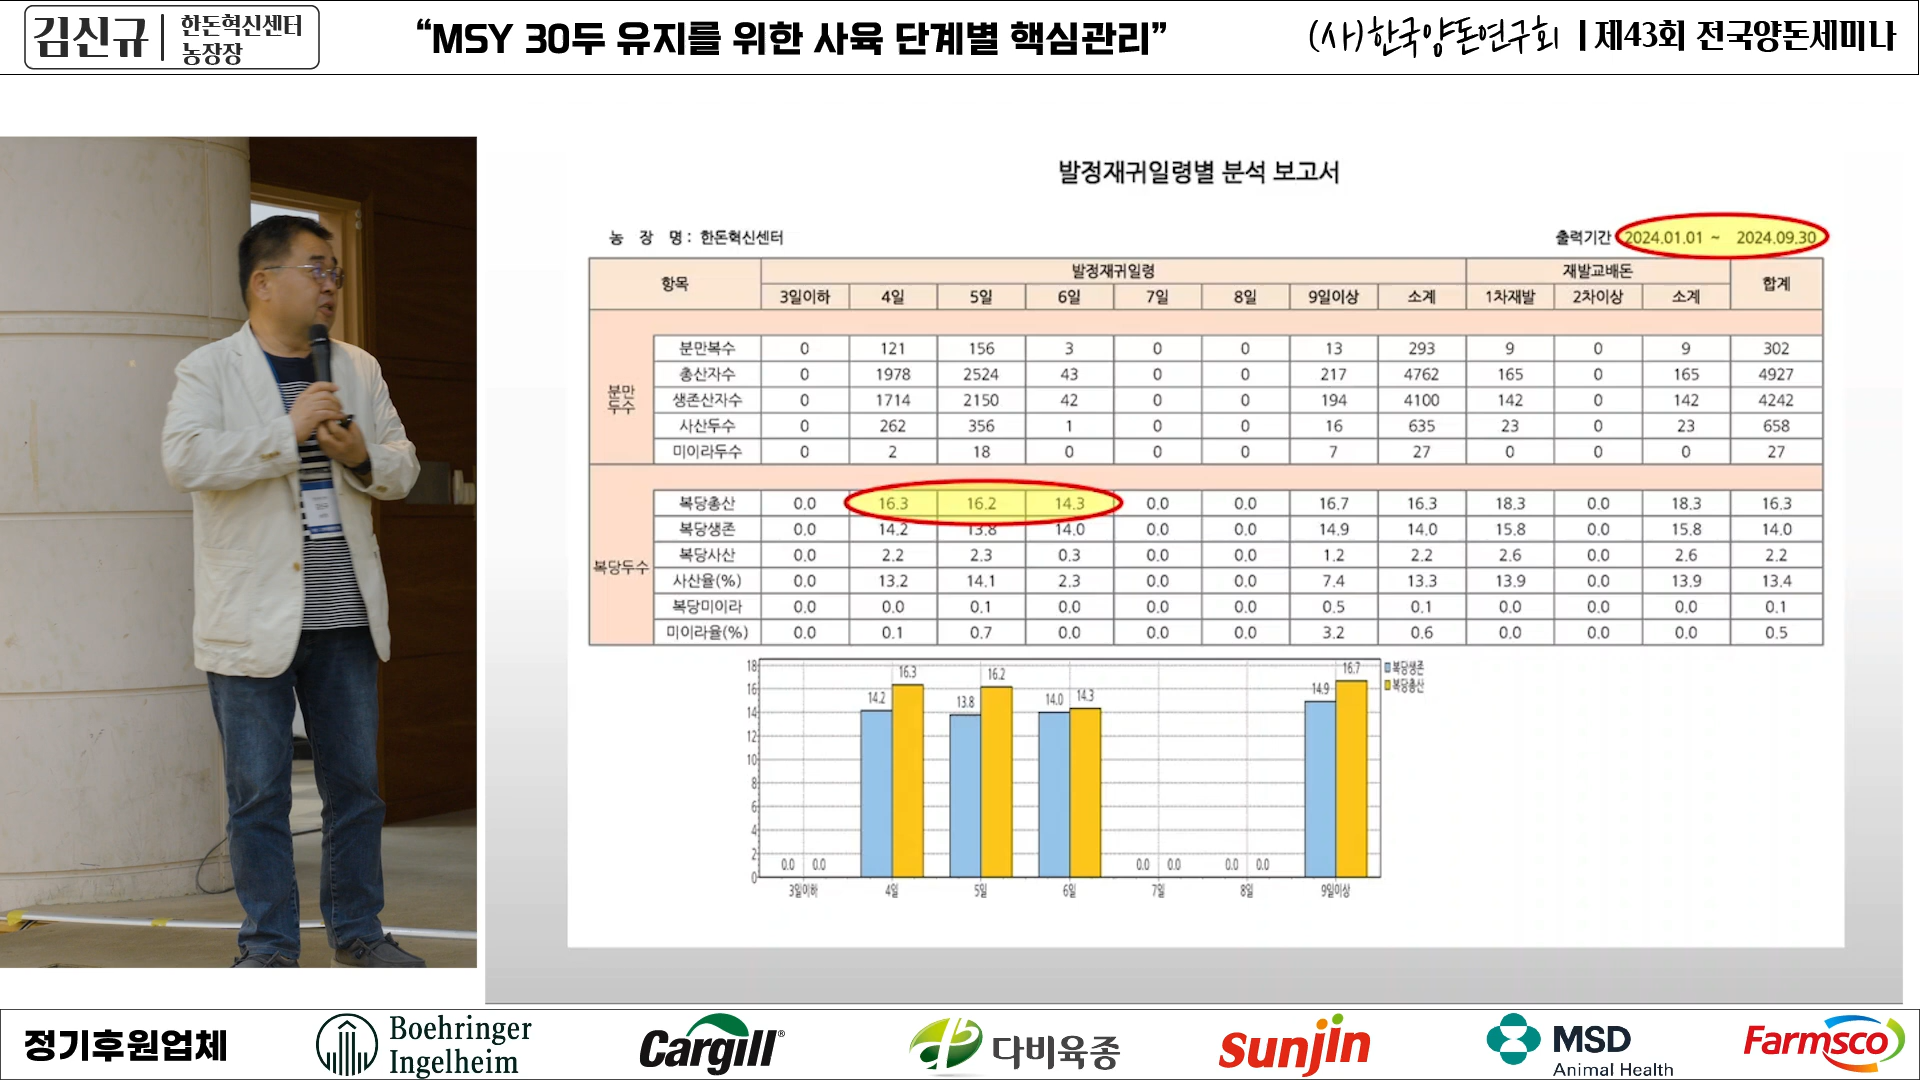 김신규 한돈혁신센터 농장장
"MSY 30두 유지를 위한 사육 단계별 핵심관리"
(사)한국양돈연구회 | 제43회 전국양돈세미나
발정재귀일령별 분석 보고서
농 장 명 : 한돈혁신센터
출력기간 2024.01.01 ~ 2024.09.30
항목 발정재귀일령 재발교배돈 합계
3일이하 4일 5일 6일 7일 8일 9일이상 소계 1차재발 2차이상 소계
분만두수
분만복수 0 121 156 3 0 0 13 293 9 0 9 302
총산자수 0 1978 2524 43 0 0 217 4762 165 0 165 4927
생존산자수 0 1714 2150 42 0 0 194 4100 142 0 142 4242
사산두수 0 262 356 1 0 0 16 635 23 0 23 658
미이라두수 0 2 18 0 0 0 7 27 0 0 0 27
복당두수
복당총산 0.0 16.3 16.2 14.3 0.0 0.0 16.7 16.3 18.3 0.0 18.3 16.3
복당생존 0.0 14.2 13.8 14.0 0.0 0.0 14.9 14.0 15.8 0.0 15.8 14.0
복당사산 0.0 2.2 2.3 0.3 0.0 0.0 1.2 2.2 2.6 0.0 2.6 2.2
사산율(%) 0.0 13.2 14.1 2.3 0.0 0.0 7.4 13.3 13.9 0.0 13.9 13.4
복당미이라 0.0 0.0 0.1 0.0 0.0 0.0 0.5 0.1 0.0 0.0 0.0 0.1
미이라율(%) 0.0 0.1 0.7 0.0 0.0 0.0 3.2 0.6 0.0 0.0 0.0 0.5
18
16
14
12
10
8
6
4
2
0
0.0 0.0 14.2 16.3 13.8 16.2 14.0 14.3 0.0 0.0 0.0 0.0 14.9 16.7
3일이하 4일 5일 6일 7일 8일 9일이상
복당생존
복당총산
정기후원업체
Boehringer
Ingelheim
Cargill®
다비육종
Sunjin
MSD
Animal Health
Farmsco